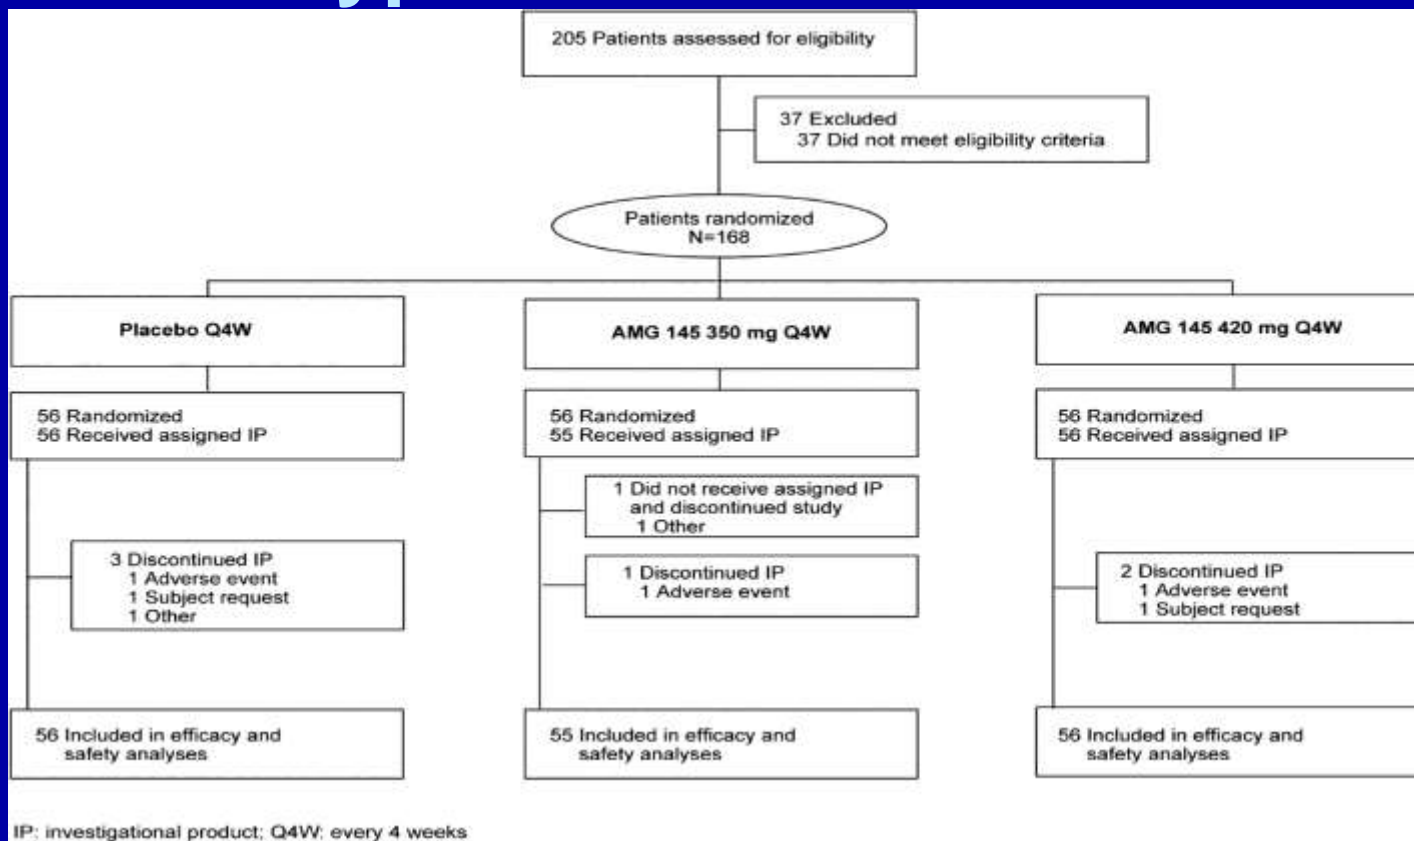 205 Patients assessed for eligibility
37 Excluded
37 Did not meet eligibility criteria
Patients randomized
N=168
Placebo Q4W
AMG 145 350 mg Q4W
AMG 145 420 mg Q4W
56 Randomized
56 Received assigned IP
56 Randomized
55 Received assigned IP
56 Randomized
56 Received assigned IP
1 Did not receive assigned IP
and discontinued study
1 Other
3 Discontinued IP
1 Adverse event
1 Subject request
1 Other
1 Discontinued IP
1 Adverse event
2 Discontinued IP
1 Adverse event
1 Subject request
56 Included in efficacy and
safety analyses
55 Included in efficacy and
safety analyses
56 Included in efficacy and
safety analyses
IP: investigational product; Q4W: every 4 weeks